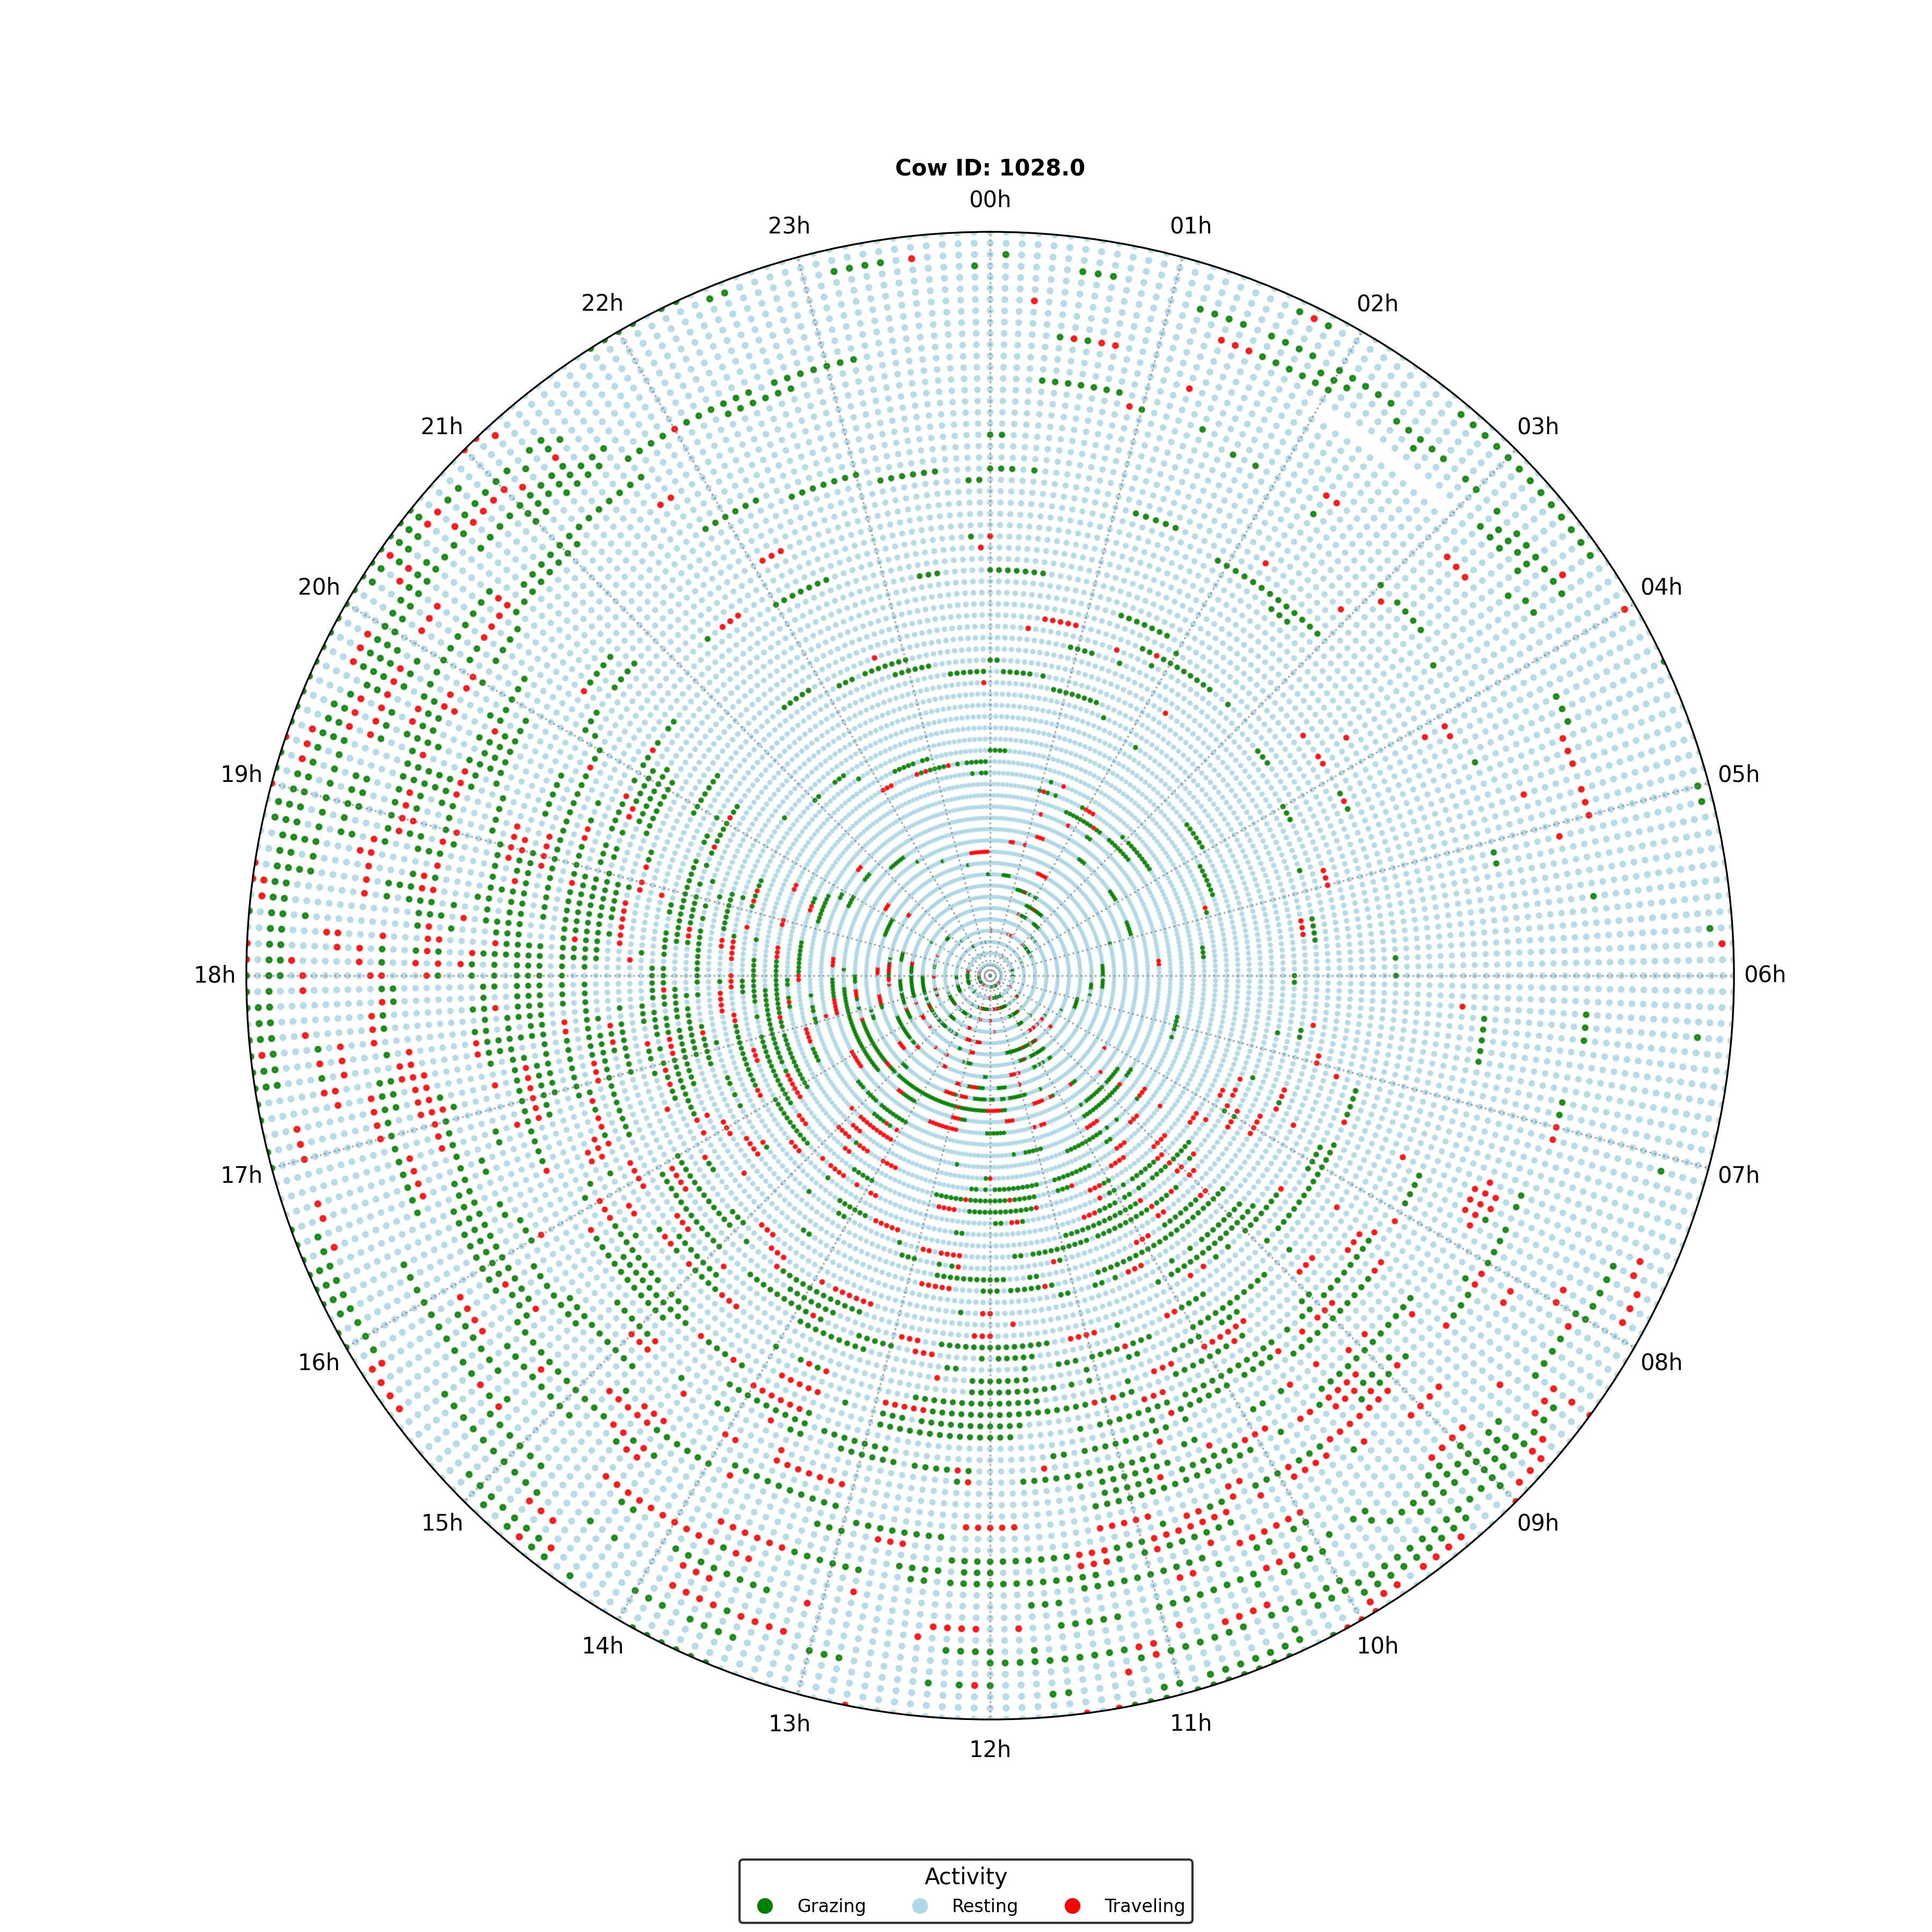 Cow ID: 1028.0
00h
23h
01h
22h
02h
21h
03h
20h
04h
19h
05h
18h
06h
17h
07h
16h
08h
15h
09h
14h
10h
13h
11h
12h
Activity
Grazing Resting Traveling